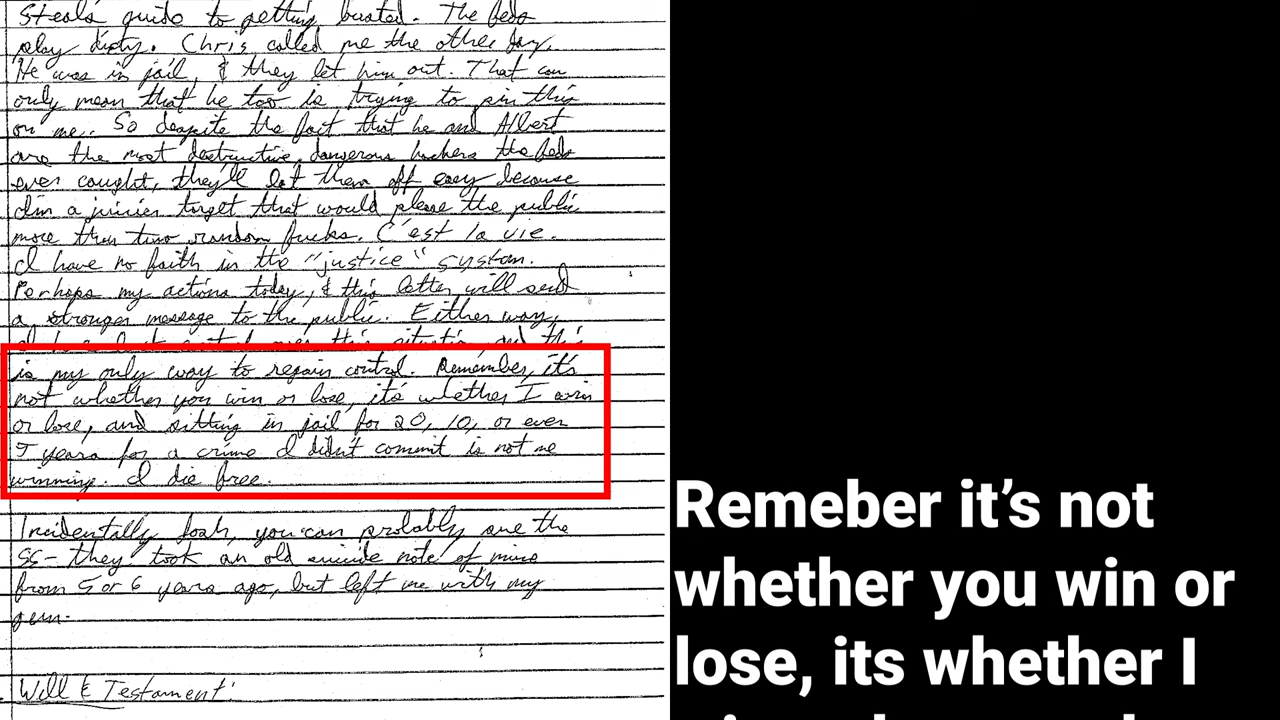 Steal's guide to getting busted. The feds
play dirty. Chris called me the other day.
He was in jail, & they let him out. That can
only mean that he too is trying to pin this
on me. So despite the fact that he and Albert
are the most destructive, dangerous hackers the feds
ever caught, they'll let them off easy because
I'm a juicier target that would please the public
more than two random fucks. C'est la vie.
I have no faith in the "justice" system.
Perhaps my actions today, & this letter will send
a stronger message to the public. Either way,
this situation and this
is my only way to regain control. Remember, it's
not whether you win or lose, it's whether I win
or lose, and sitting in jail for 20, 10, or even
5 years for a crime I didn't commit is not me
winning. I die free.
Incidentally Josh, you can probably sue the
SS- they took an old suicide note of mine
from 5 or 6 years ago, but left me with my
gun.
Will & Testament:
Remeber it's not
whether you win or
lose, its whether I